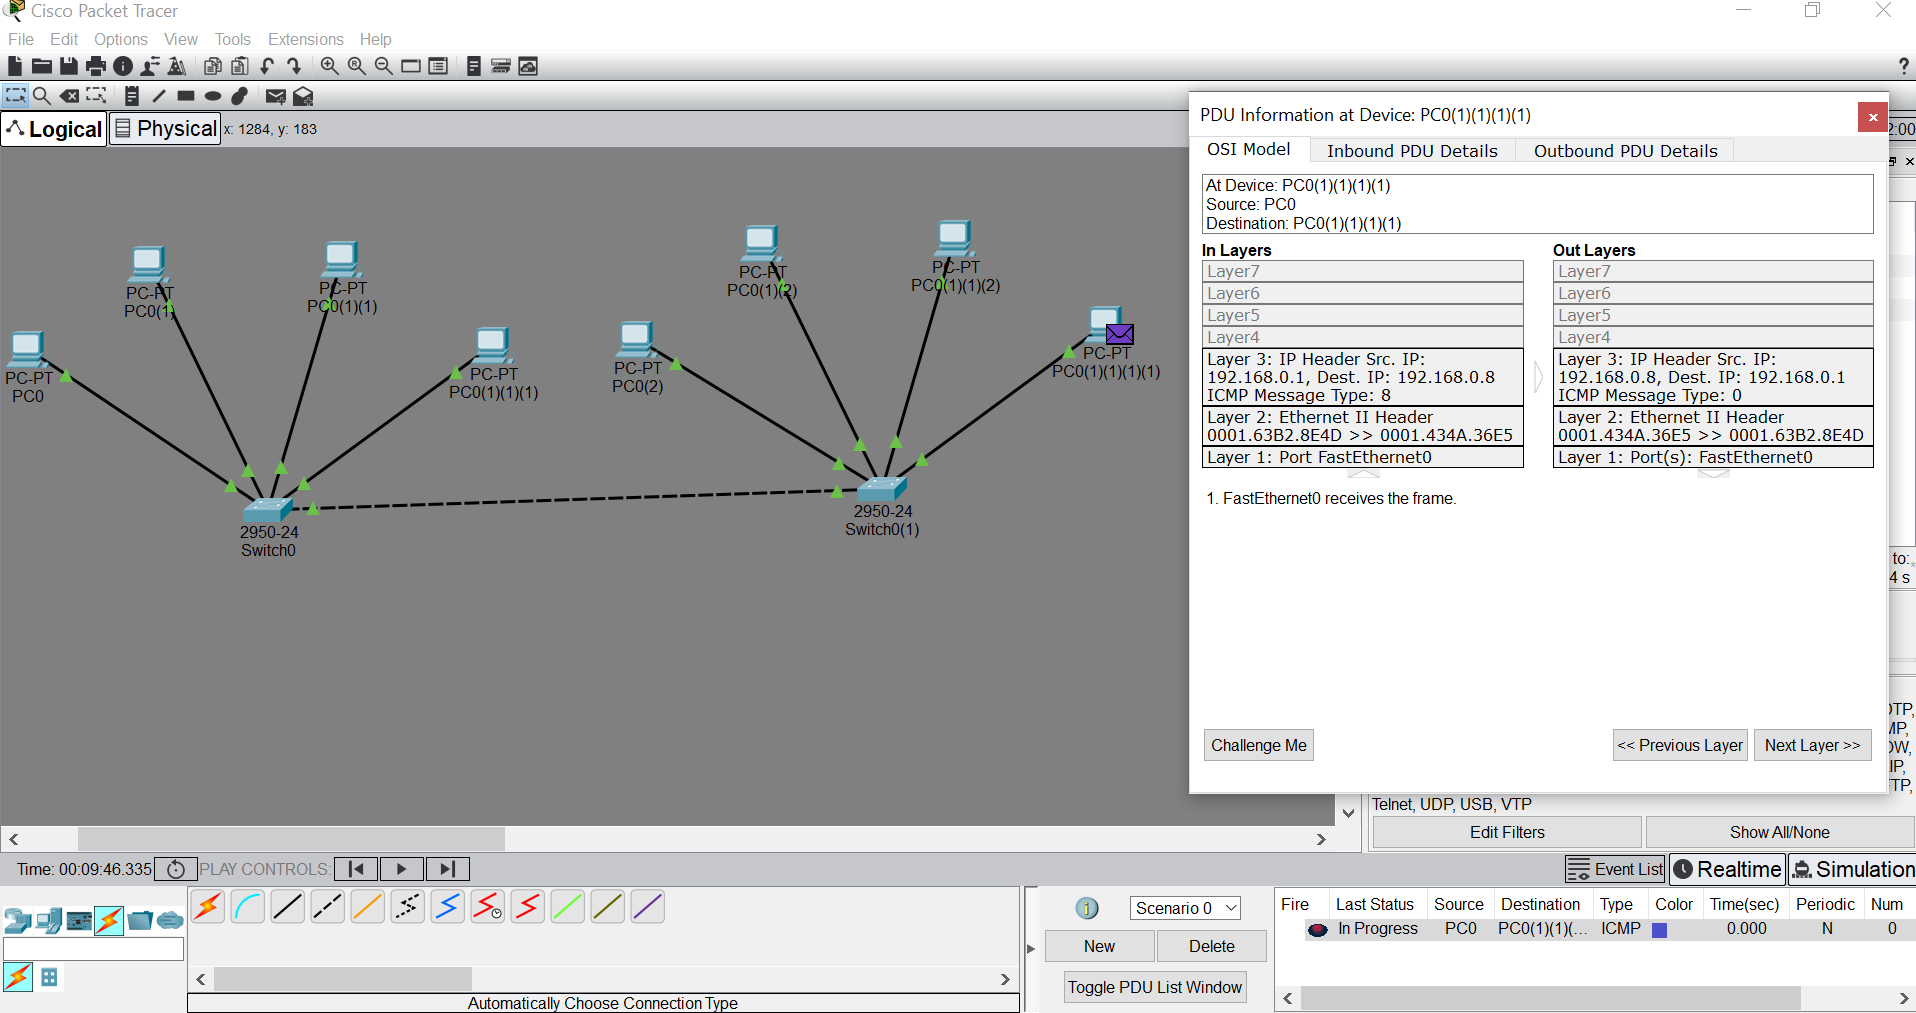 Cisco Packet Tracer
File Edit Options View Tools Extensions Help
?
Logical Physical x: 1284, y: 183
PC-PT
PC0
PC-PT
PC0(1)
PC-PT
PC0(1)(1)
PC-PT
PC0(1)(1)(1)
PC-PT
PC0(2)
PC-PT
PC0(1)(2)
PC-PT
PC0(1)(1)(2)
PC-PT
PC0(1)(1)(1)(1)
2950-24
Switch0
2950-24
Switch0(1)
PDU Information at Device: PC0(1)(1)(1)(1)
OSI Model Inbound PDU Details Outbound PDU Details
At Device: PC0(1)(1)(1)(1)
Source: PC0
Destination: PC0(1)(1)(1)(1)
In Layers
Layer7
Layer6
Layer5
Layer4
Layer 3: IP Header Src. IP:
192.168.0.1, Dest. IP: 192.168.0.8
ICMP Message Type: 8
Layer 2: Ethernet II Header
0001.63B2.8E4D >> 0001.434A.36E5
Layer 1: Port FastEthernet0
Out Layers
Layer7
Layer6
Layer5
Layer4
Layer 3: IP Header Src. IP:
192.168.0.8, Dest. IP: 192.168.0.1
ICMP Message Type: 0
Layer 2: Ethernet II Header
0001.434A.36E5 >> 0001.63B2.8E4D
Layer 1: Port(s): FastEthernet0
1. FastEthernet0 receives the frame.
Challenge Me << Previous Layer Next Layer >>
2:00
to:
4 s
Telnet, UDP, USB, VTP
Edit Filters Show All/None
Time: 00:09:46.335 PLAY CONTROLS:
Event List Realtime Simulation
Automatically Choose Connection Type
Scenario 0
New Delete
Toggle PDU List Window
Fire Last Status Source Destination Type Color Time(sec) Periodic Num
In Progress PC0 PC0(1)(1)(... ICMP 0.000 N 0